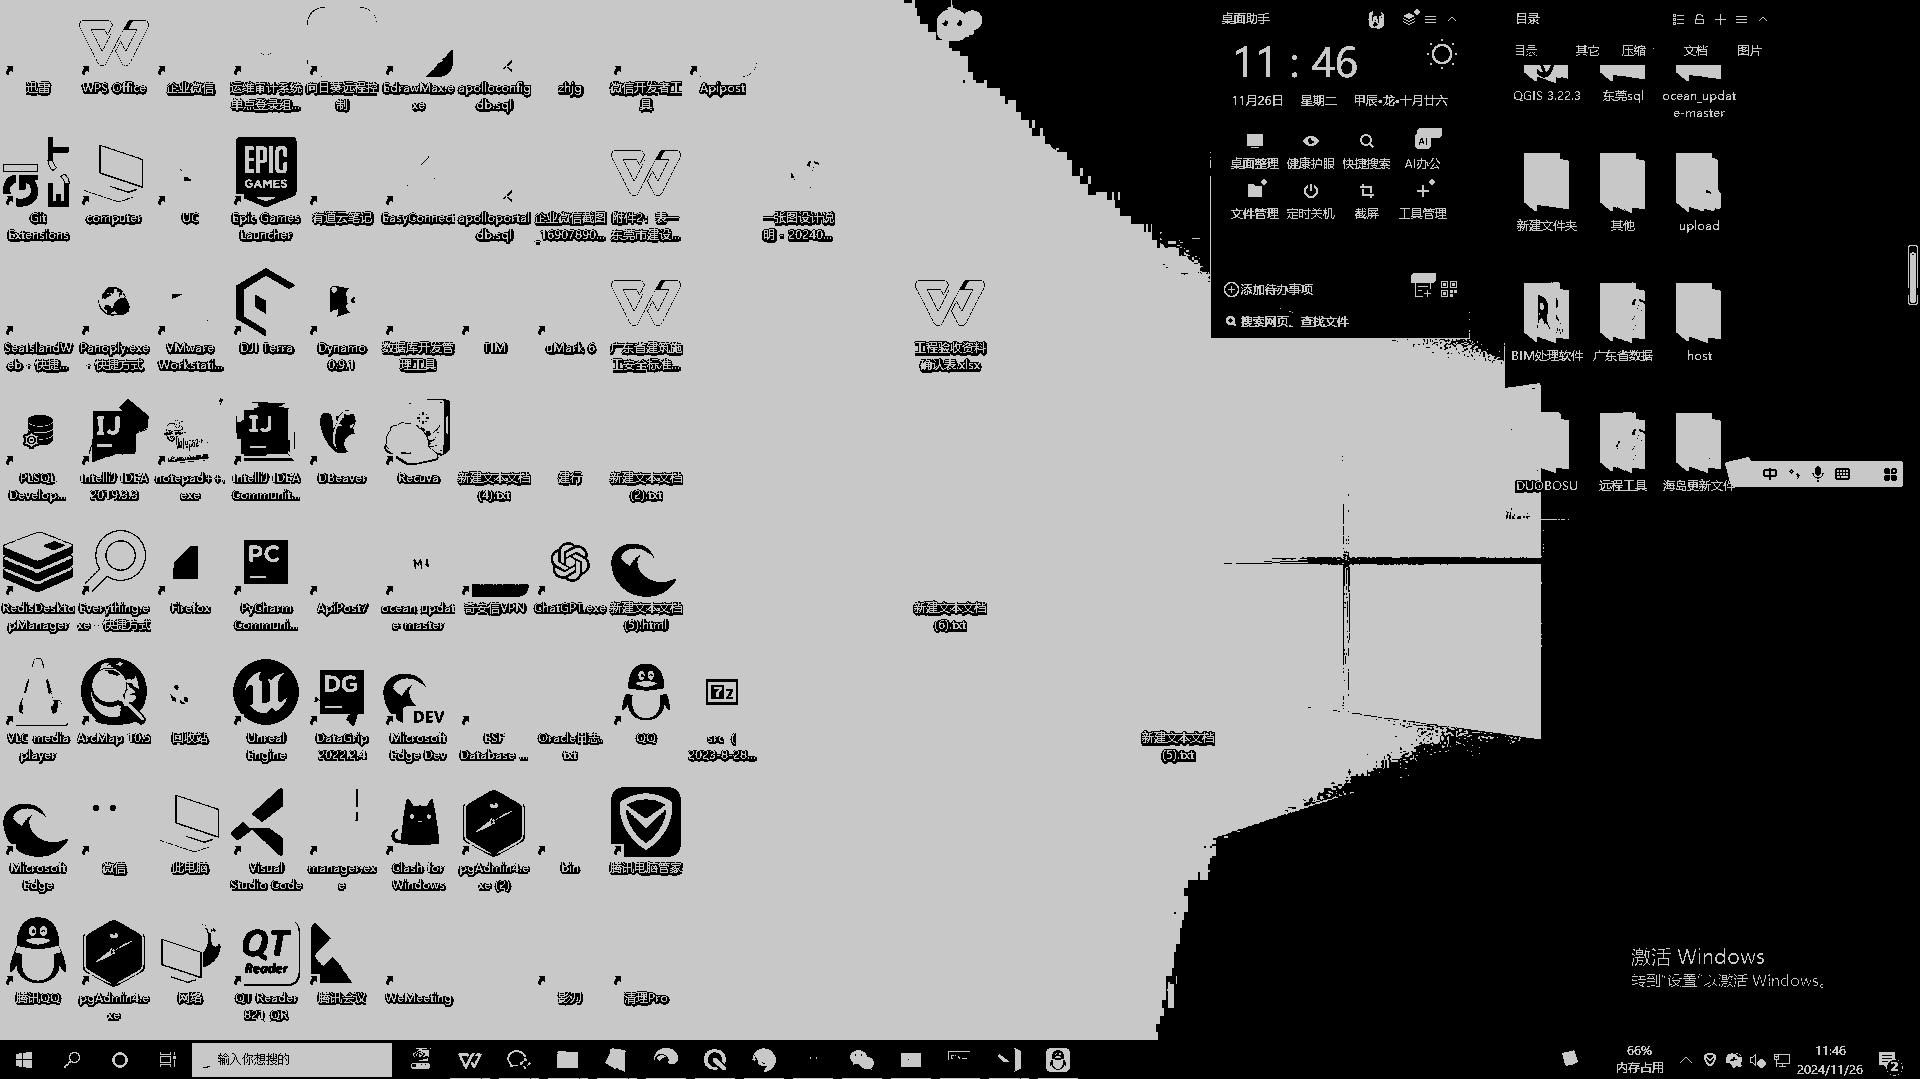 迅雷
WPS Office
企业微信
运维审计系统
单点登录组...
向日葵远程控
制
EdrawMax.e
xe
apolloconfig
db.sql
zhjg
微信开发者工
具
Apipost
Git
Extensions
computer
UC
EPIC
GAMES
Epic Games
Launcher
有道云笔记
EasyConnect
apolloportal
db.sql
企业微信截图
_16907890...
附件2：表一
东莞市建设...
一张图设计说
明 - 20240...
SeaIslandW
eb - 快捷...
Panoply.exe
- 快捷方式
VMware
Workstati...
DJI Terra
Dynamo
0.9.1
数据库开发管
理工具
TIM
uMark 6
广东省建筑施
工安全标准...
工程验收资料
确认表.xlsx
PLSQL
Develop...
IJ
IntelliJ IDEA
2019.3.3
notepad++.
exe
IJ
IntelliJ IDEA
Communit...
DBeaver
Recuva
新建文本文档
(4).txt
建行
新建文本文档
(2).txt
RedisDeskto
pManager
Everything.e
xe - 快捷方式
Firefox
PC
PyCharm
Communi...
ApiPost7
ocean_updat
e-master
奇安信VPN
ChatGPT.exe
新建文本文档
(5).html
新建文本文档
(6).txt
VLC media
player
ArcMap 10.5
回收站
Unreal
Engine
DG
DataGrip
2022.2.4
DEV
Microsoft
Edge Dev
Database ...
Oracle日志.
txt
QQ
7z
src（
2023-8-28...
新建文本文档
(5).txt
Microsoft
Edge
微信
此电脑
Visual
Studio Code
manager.ex
e
Clash for
Windows
pgAdmin4.e
xe (2)
bin
腾讯电脑管家
腾讯QQ
pgAdmin4.e
xe
网络
QT
Reader
QT Reader
821_QR
腾讯会议
WeMeeting
影刀
清理Pro
桌面助手
11 : 46
11月26日 星期二 甲辰•龙•十月廿六
桌面整理 健康护眼 快捷搜索 AI办公
文件管理 定时关机 截屏 工具管理
添加待办事项
搜索网页、查找文件
目录
目录 其它 压缩 文档 图片
QGIS 3.22.3
东莞sql
ocean_updat
e-master
新建文件夹
其他
upload
BIM处理软件
广东省数据
host
DUOBOSU
远程工具
海岛更新文件
中
激活 Windows
转到"设置"以激活 Windows。
输入你想搜的
66%
内存占用
11:46
2024/11/26
2